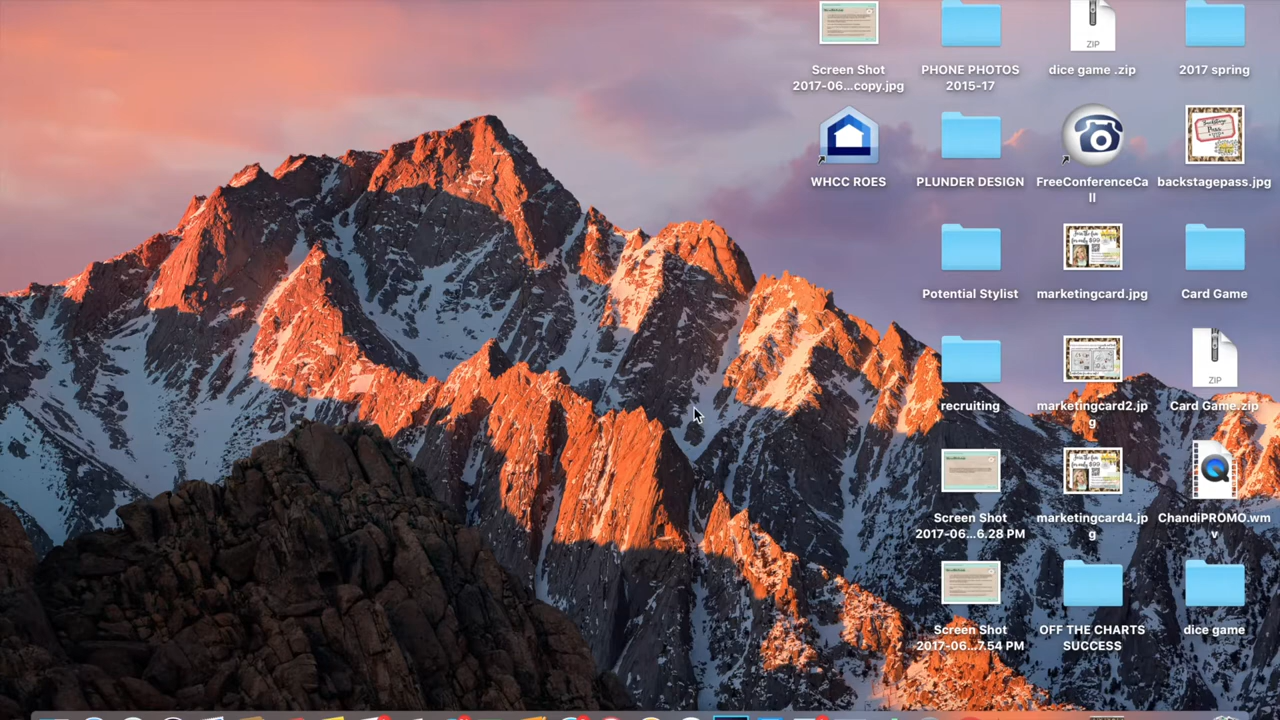 Screen Shot
2017-06...copy.jpg
PHONE PHOTOS
2015-17
ZIP
dice game .zip
2017 spring
WHCC ROES
PLUNDER DESIGN
FreeConferenceCa
ll
backstagepass.jpg
Potential Stylist
marketingcard.jpg
Card Game
recruiting
marketingcard2.jp
g
ZIP
Card Game.zip
Screen Shot
2017-06...6.28 PM
marketingcard4.jp
g
ChandiPROMO.wm
v
Screen Shot
2017-06...7.54 PM
OFF THE CHARTS
SUCCESS
dice game